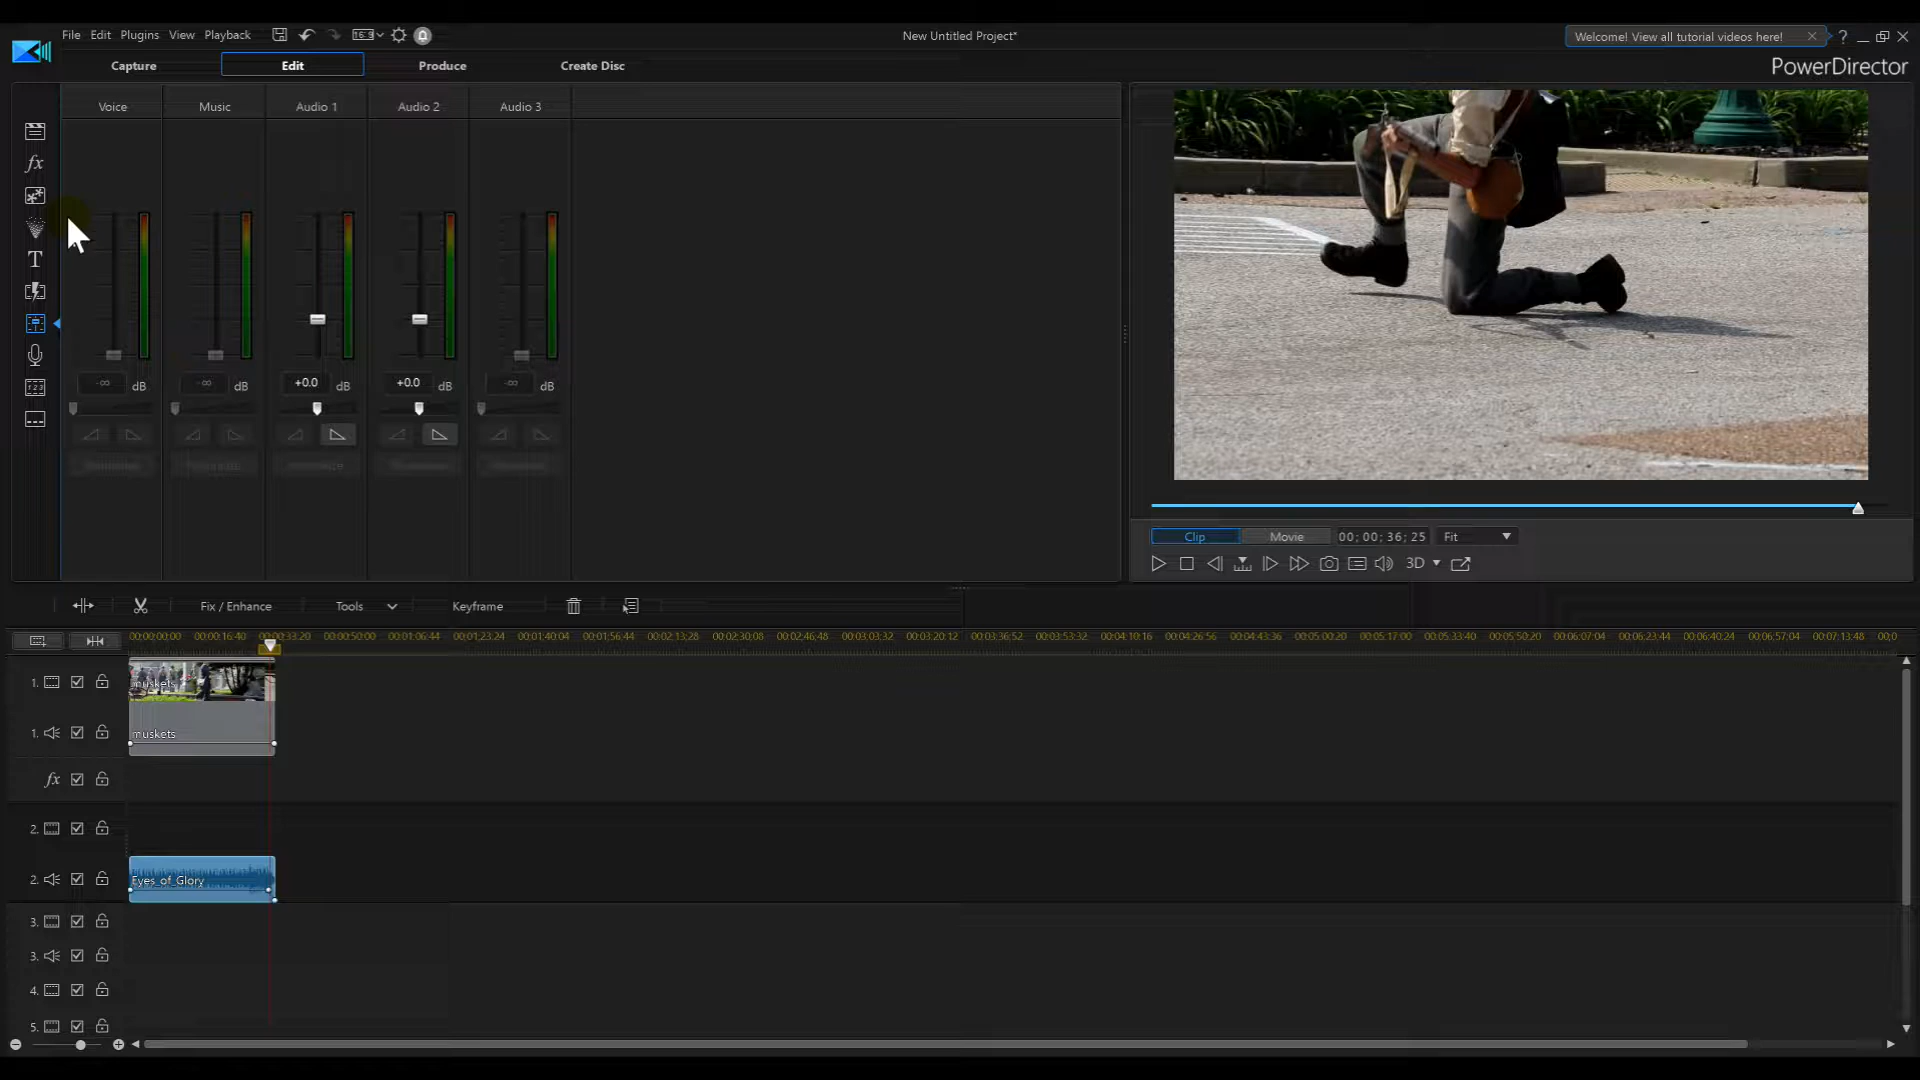 File Edit Plugins View Playback 16:9 New Untitled Project* Welcome! View all tutorial videos here! ?
Capture Edit Produce Create Disc PowerDirector
Voice Music Audio 1 Audio 2 Audio 3
fx
T
-∞ dB -∞ dB +0.0 dB +0.0 dB -∞ dB
Clip Movie 00; 00; 36; 25 Fit
3D
Fix / Enhance Tools Keyframe
00:00:00:00 00:00:16:40 00:00:33:20 00:00:50:00 00:01:06:44 00:01:23:24 00:01:40:04 00:01:56:44 00:02:13:28 00:02:30:08 00:02:46:48 00:03:03:32 00:03:20:12 00:03:36:52 00:03:53:32 00:04:10:16 00:04:26:56 00:04:43:36 00:05:00:20 00:05:17:00 00:05:33:40 00:05:50:20 00:06:07:04 00:06:23:44 00:06:40:24 00:06:57:04 00:07:13:48 00:0
1. muskets
1. muskets
fx
2.
2. Eyes_of_Glory
3.
3.
4.
5.